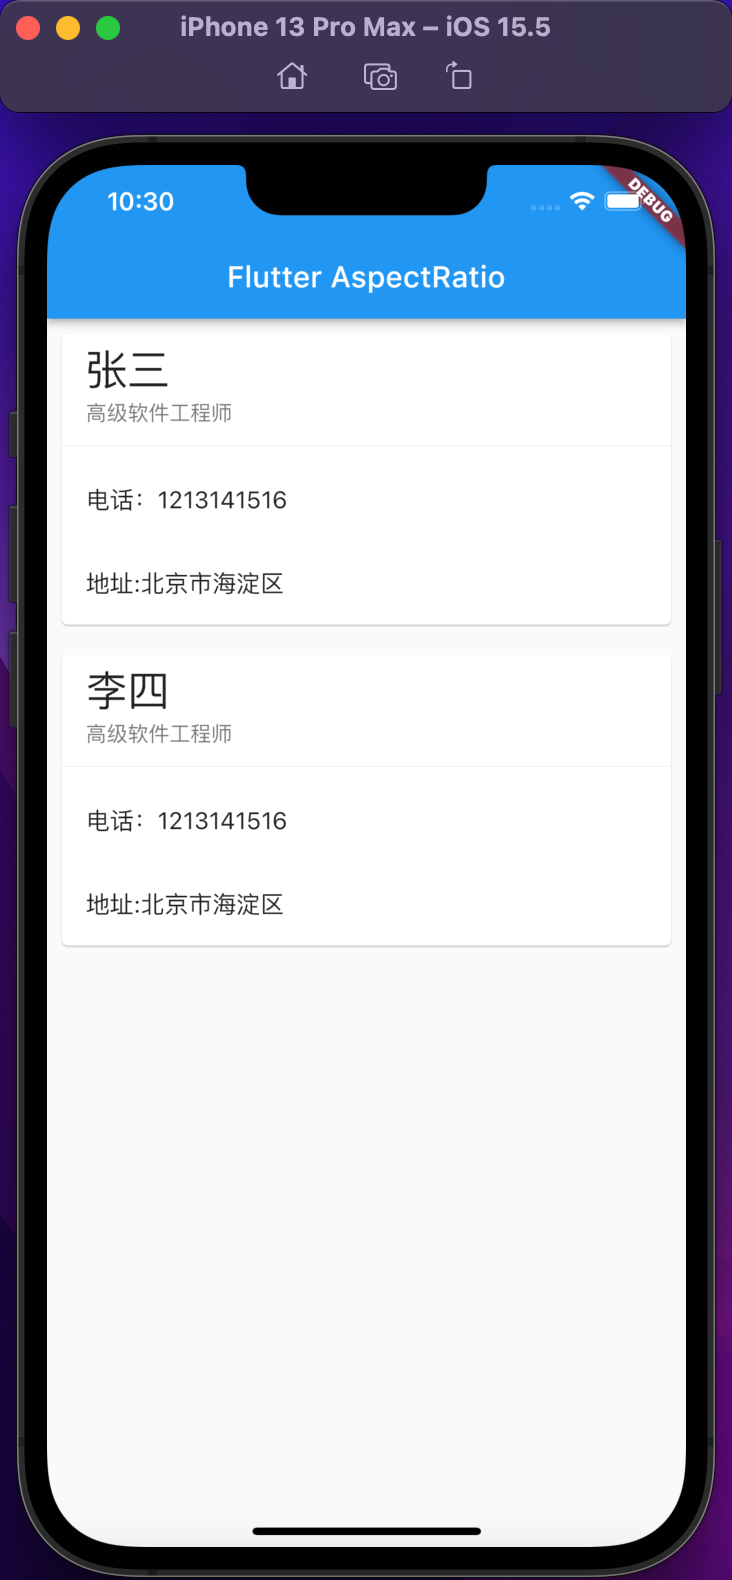 iPhone 13 Pro Max – iOS 15.5
10:30
DEBUG
Flutter AspectRatio
张三
高级软件工程师
电话：1213141516
地址:北京市海淀区
李四
高级软件工程师
电话：1213141516
地址:北京市海淀区